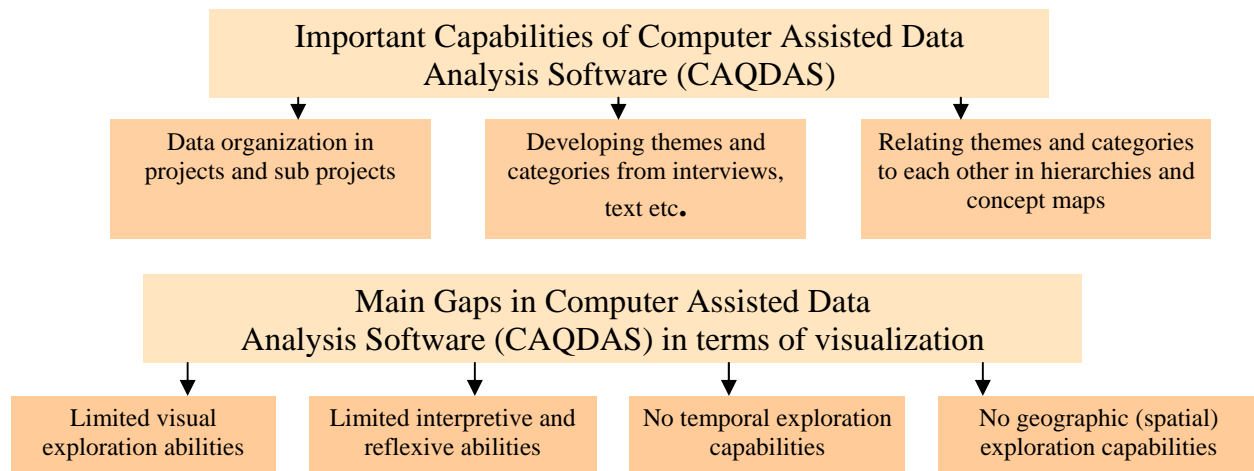 Important Capabilities of Computer Assisted Data
Analysis Software (CAQDAS)
Data organization in
projects and sub projects
Developing themes and
categories from interviews,
text etc.
Relating themes and categories
to each other in hierarchies and
concept maps
Main Gaps in Computer Assisted Data
Analysis Software (CAQDAS) in terms of visualization
Limited visual
exploration abilities
Limited interpretive and
reflexive abilities
No temporal exploration
capabilities
No geographic (spatial)
exploration capabilities